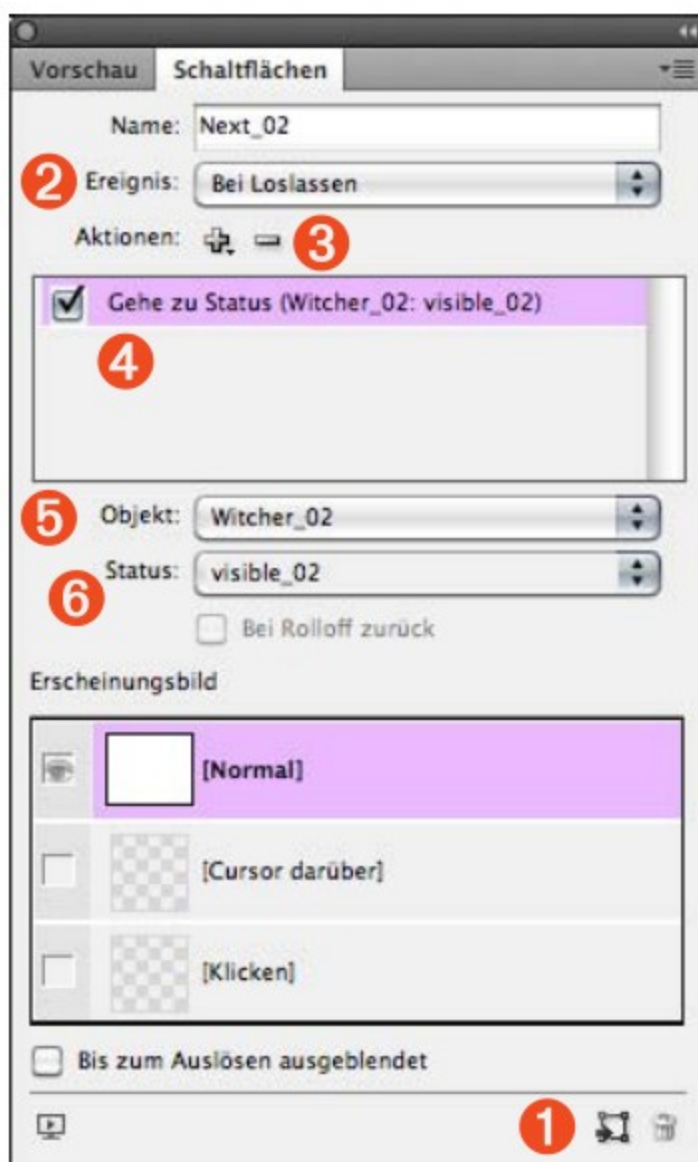 Vorschau Schaltflächen
Name: Next_02
2 Ereignis: Bei Loslassen
Aktionen: 3
Gehe zu Status (Witcher_02: visible_02)
4
5 Objekt: Witcher_02
6 Status: visible_02
Bei Rolloff zurück
Erscheinungsbild
[Normal]
[Cursor darüber]
[Klicken]
Bis zum Auslösen ausgeblendet
1